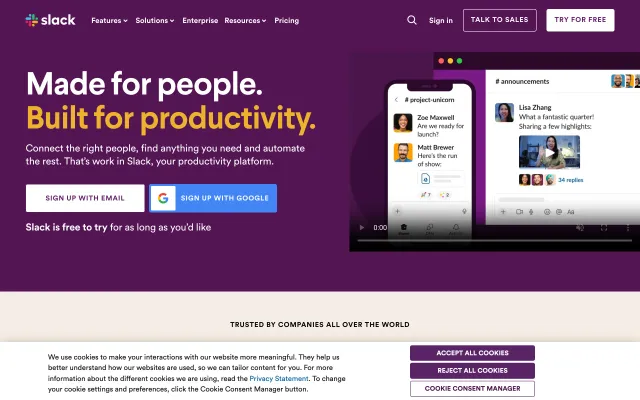 slack
Features Solutions Enterprise Resources Pricing Sign in TALK TO SALES TRY FOR FREE
Made for people.
Built for productivity.
Connect the right people, find anything you need and automate
the rest. That's work in Slack, your productivity platform.
SIGN UP WITH EMAIL
SIGN UP WITH GOOGLE
Slack is free to try for as long as you'd like
# project-unicorn
Zoe Maxwell
Are we ready for
launch?
Matt Brewer
Here's the run
of show:
7
2
# announcements
Lisa Zhang
What a fantastic quarter!
Sharing a few highlights:
34 replies
Aa
0:00
TRUSTED BY COMPANIES ALL OVER THE WORLD
We use cookies to make your interactions with our website more meaningful. They help us
better understand how our websites are used, so we can tailor content for you. For more
information about the different cookies we are using, read the Privacy Statement. To change
your cookie settings and preferences, click the Cookie Consent Manager button.
ACCEPT ALL COOKIES
REJECT ALL COOKIES
COOKIE CONSENT MANAGER